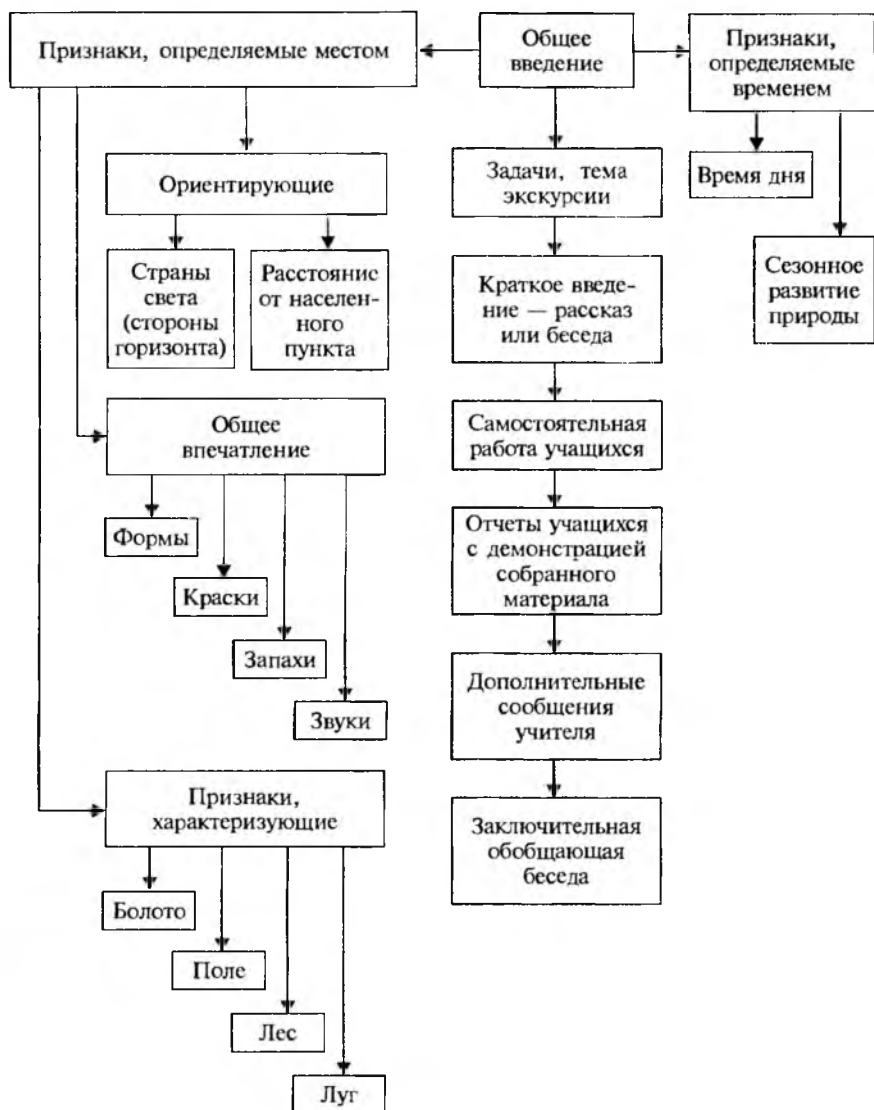 Признаки, определяемые местом
Общее
введение
Признаки,
определяемые
временем
Ориентирующие
Страны
света
(стороны
горизонта)
Расстояние
от населен-
ного
пункта
Общее
впечатление
Формы
Краски
Запахи
Звуки
Признаки,
характеризующие
Болото
Поле
Лес
Луг
Задачи, тема
экскурсии
Краткое введе-
ние — рассказ
или беседа
Самостоятельная
работа учащихся
Отчеты учащихся
с демонстрацией
собранного
материала
Дополнительные
сообщения
учителя
Заключительная
обобщающая
беседа
Время дня
Сезонное
развитие
природы